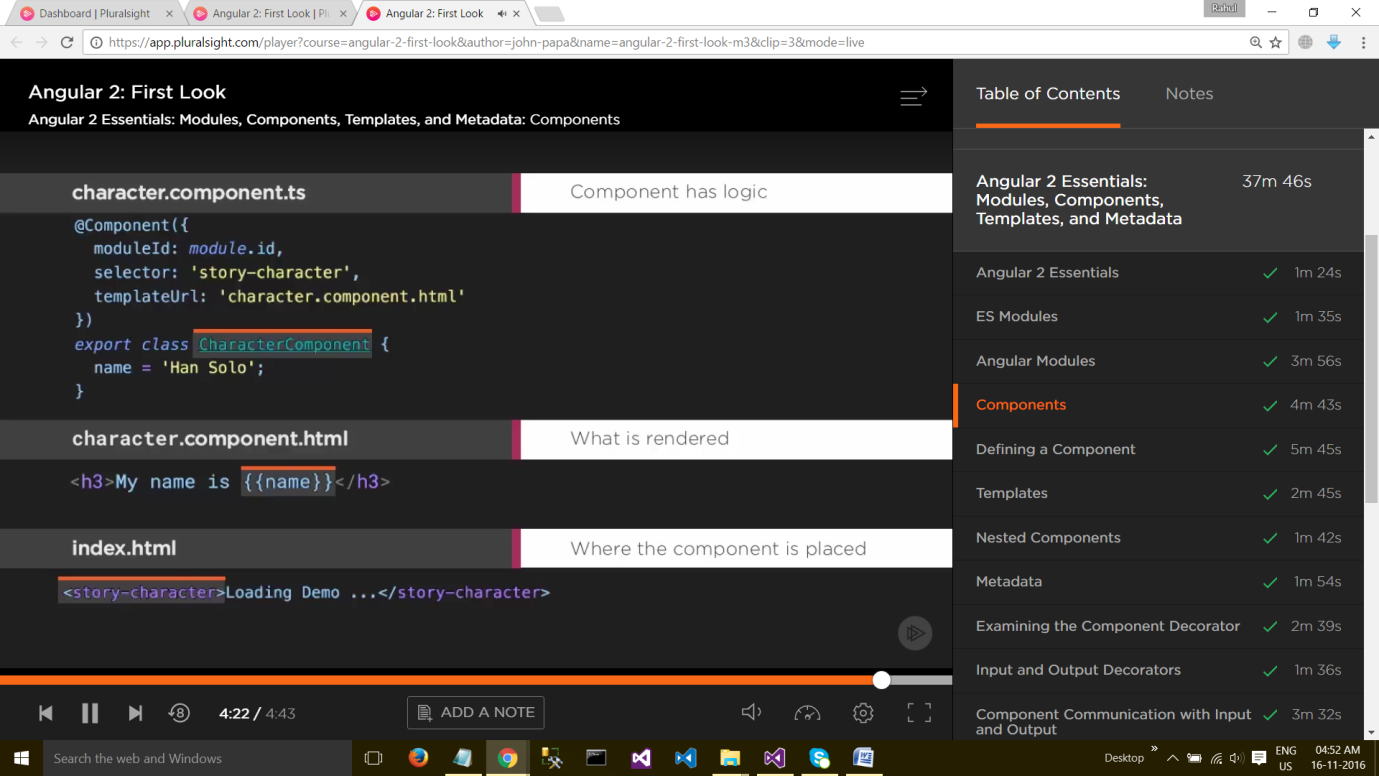 Dashboard | Pluralsight
Angular 2: First Look | Pl
Angular 2: First Look
Rahul
https://app.pluralsight.com/player?course=angular-2-first-look&author=john-papa&name=angular-2-first-look-m3&clip=3&mode=live
Angular 2: First Look
Angular 2 Essentials: Modules, Components, Templates, and Metadata: Components
character.component.ts
Component has logic
@Component({
moduleId: module.id,
selector: 'story-character',
templateUrl: 'character.component.html'
})
export class CharacterComponent {
name = 'Han Solo';
}
character.component.html
What is rendered
<h3>My name is {{name}}</h3>
index.html
Where the component is placed
<story-character>Loading Demo ...</story-character>
8
4:22 / 4:43
ADD A NOTE
Table of Contents
Notes
Angular 2 Essentials: 37m 46s
Modules, Components,
Templates, and Metadata
Angular 2 Essentials 1m 24s
ES Modules 1m 35s
Angular Modules 3m 56s
Components 4m 43s
Defining a Component 5m 45s
Templates 2m 45s
Nested Components 1m 42s
Metadata 1m 54s
Examining the Component Decorator 2m 39s
Input and Output Decorators 1m 36s
Component Communication with Input 3m 32s
and Output
Search the web and Windows
Desktop
ENG
US
04:52 AM
16-11-2016